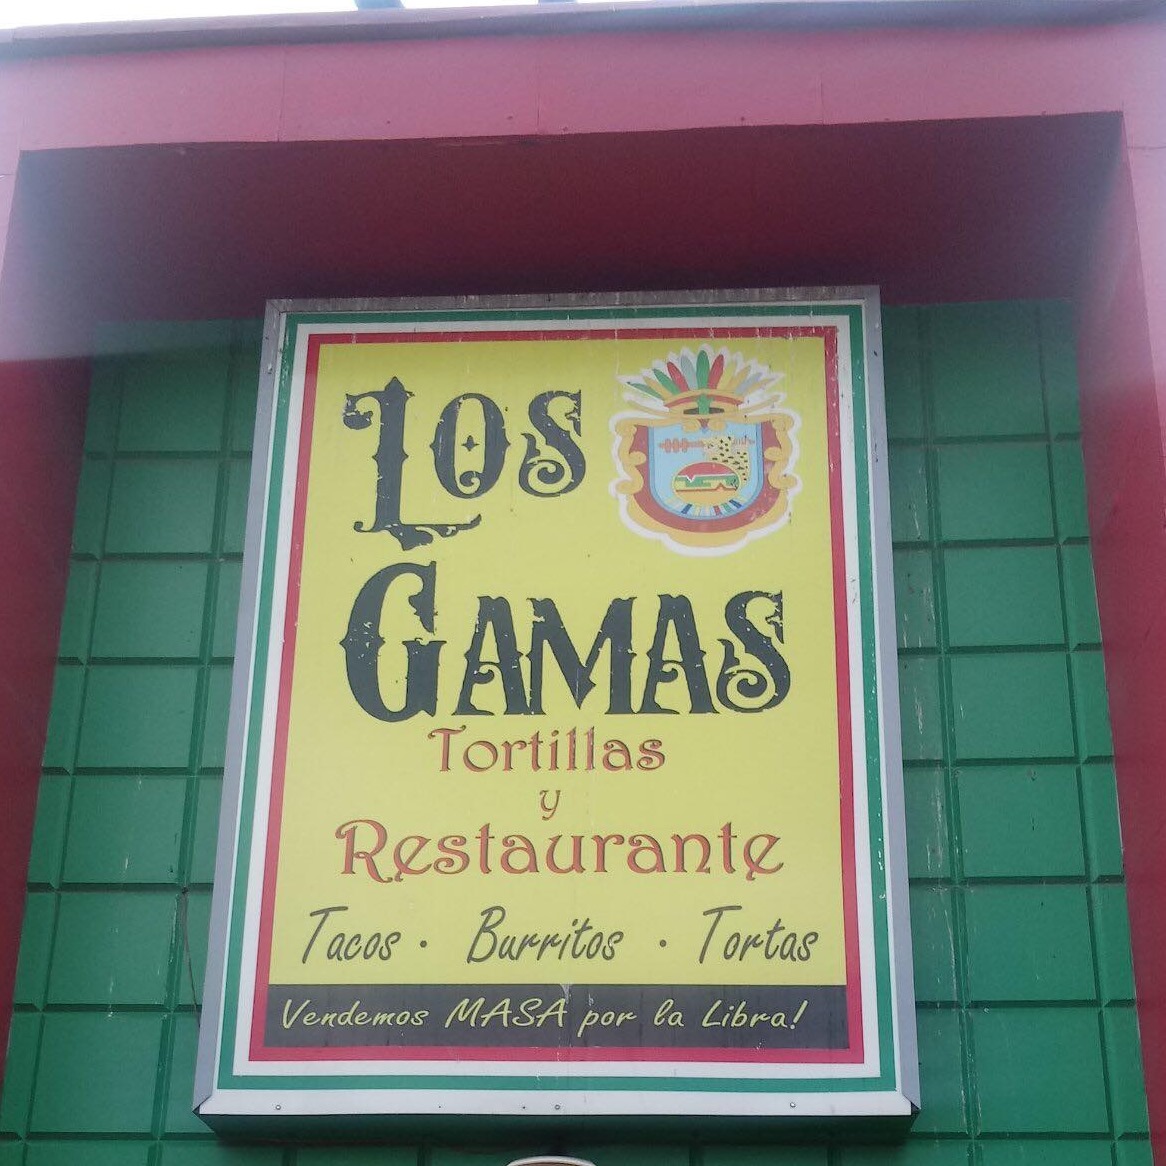 Los
Gamas
Tortillas
y
Restaurante
Tacos · Burritos · Tortas
Vendemos MASA por la Libra!